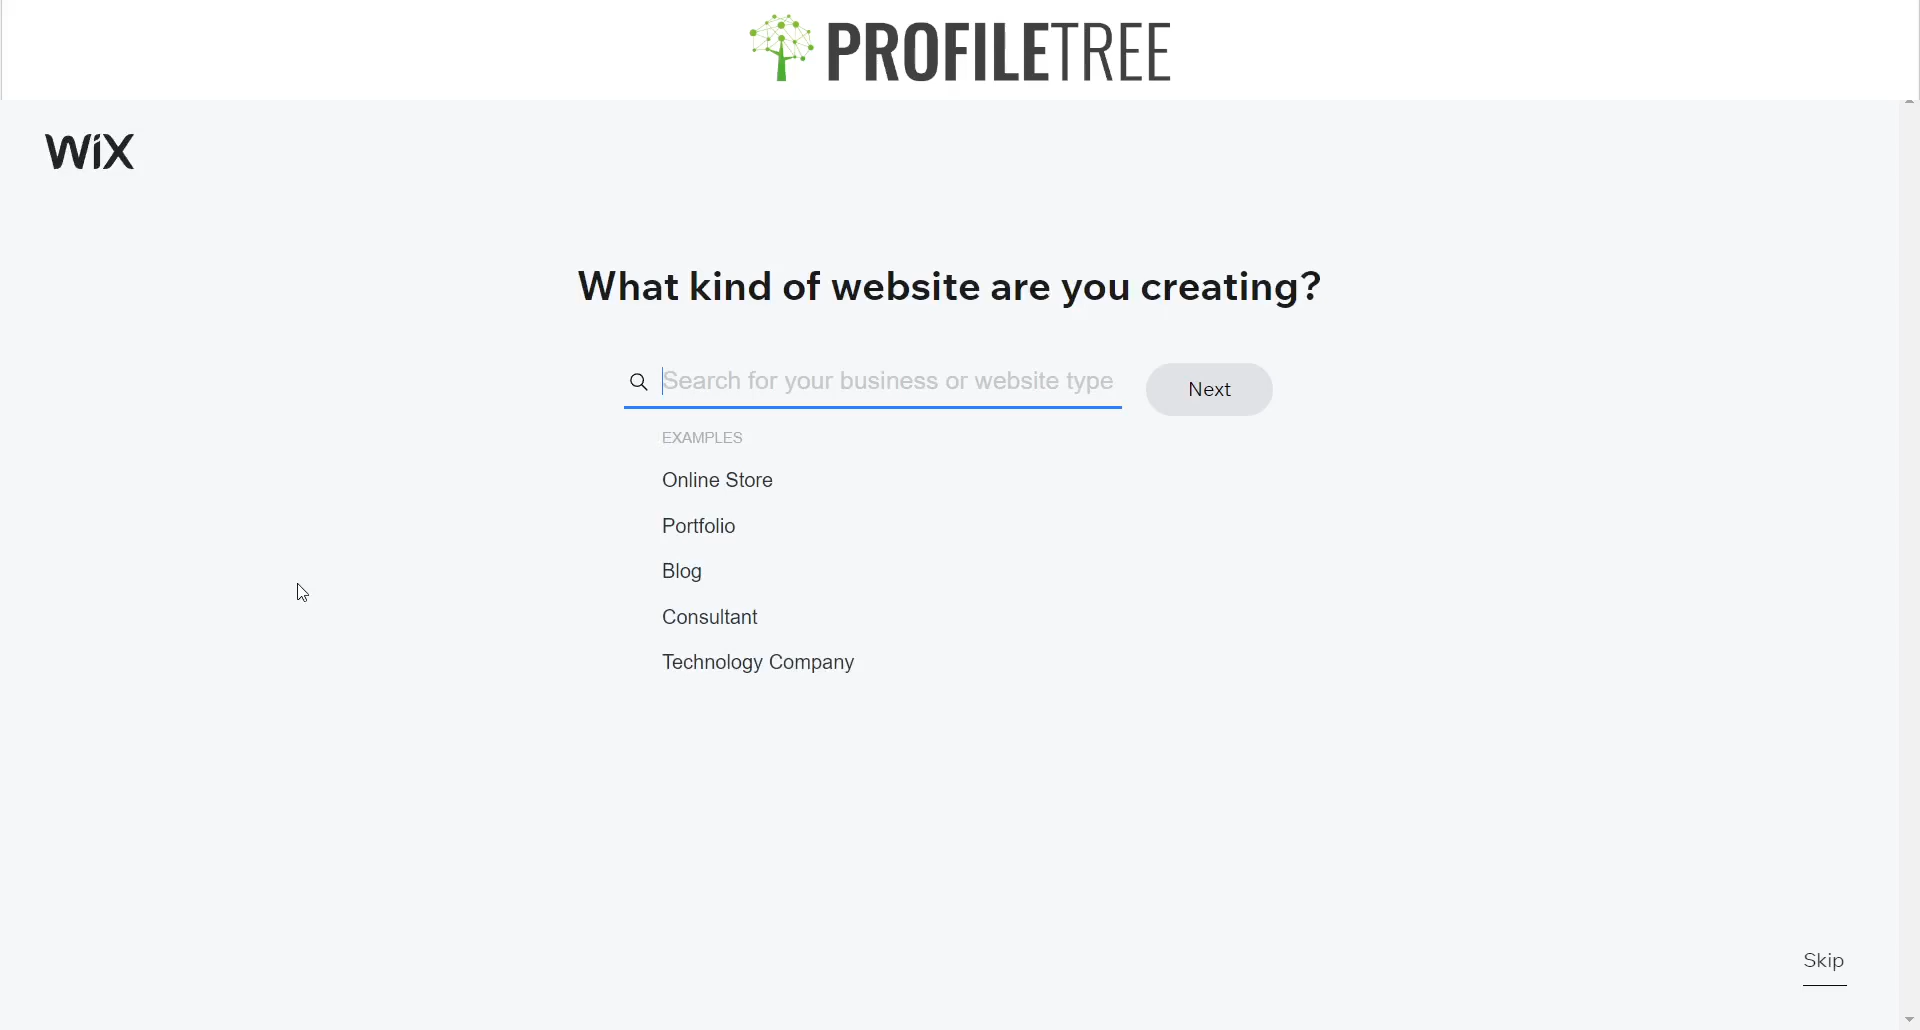 PROFILETREE
WiX
What kind of website are you creating?
Search for your business or website type
Next
EXAMPLES
Online Store
Portfolio
Blog
Consultant
Technology Company
Skip